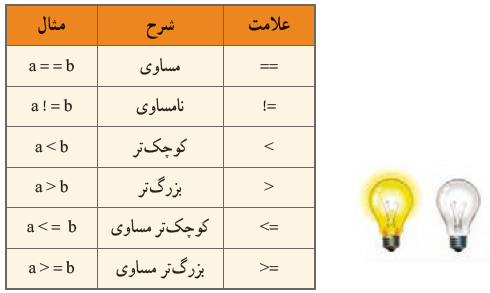 علامت شرح مثال
== مساوی a = = b
!= نامساوی a ! = b
< کوچک‌تر a < b
> بزرگ‌تر a > b
<= کوچک‌تر مساوی a < = b
>= بزرگ‌تر مساوی a > = b